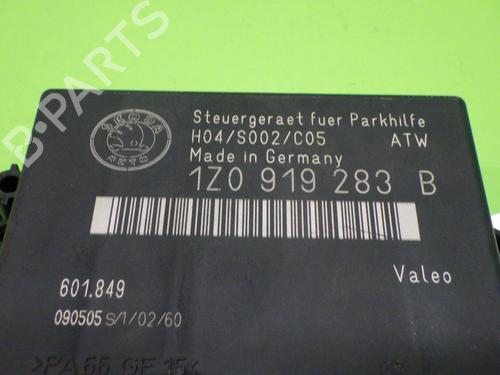 SKODA
AUTO
Steuergeraet fuer Parkhilfe
H04/S002/C05 ATW
Made in Germany
1Z0 919 283 B
Valeo
601.849
090505 S/1/02/60
>PA66 GF15<
B-PARTS